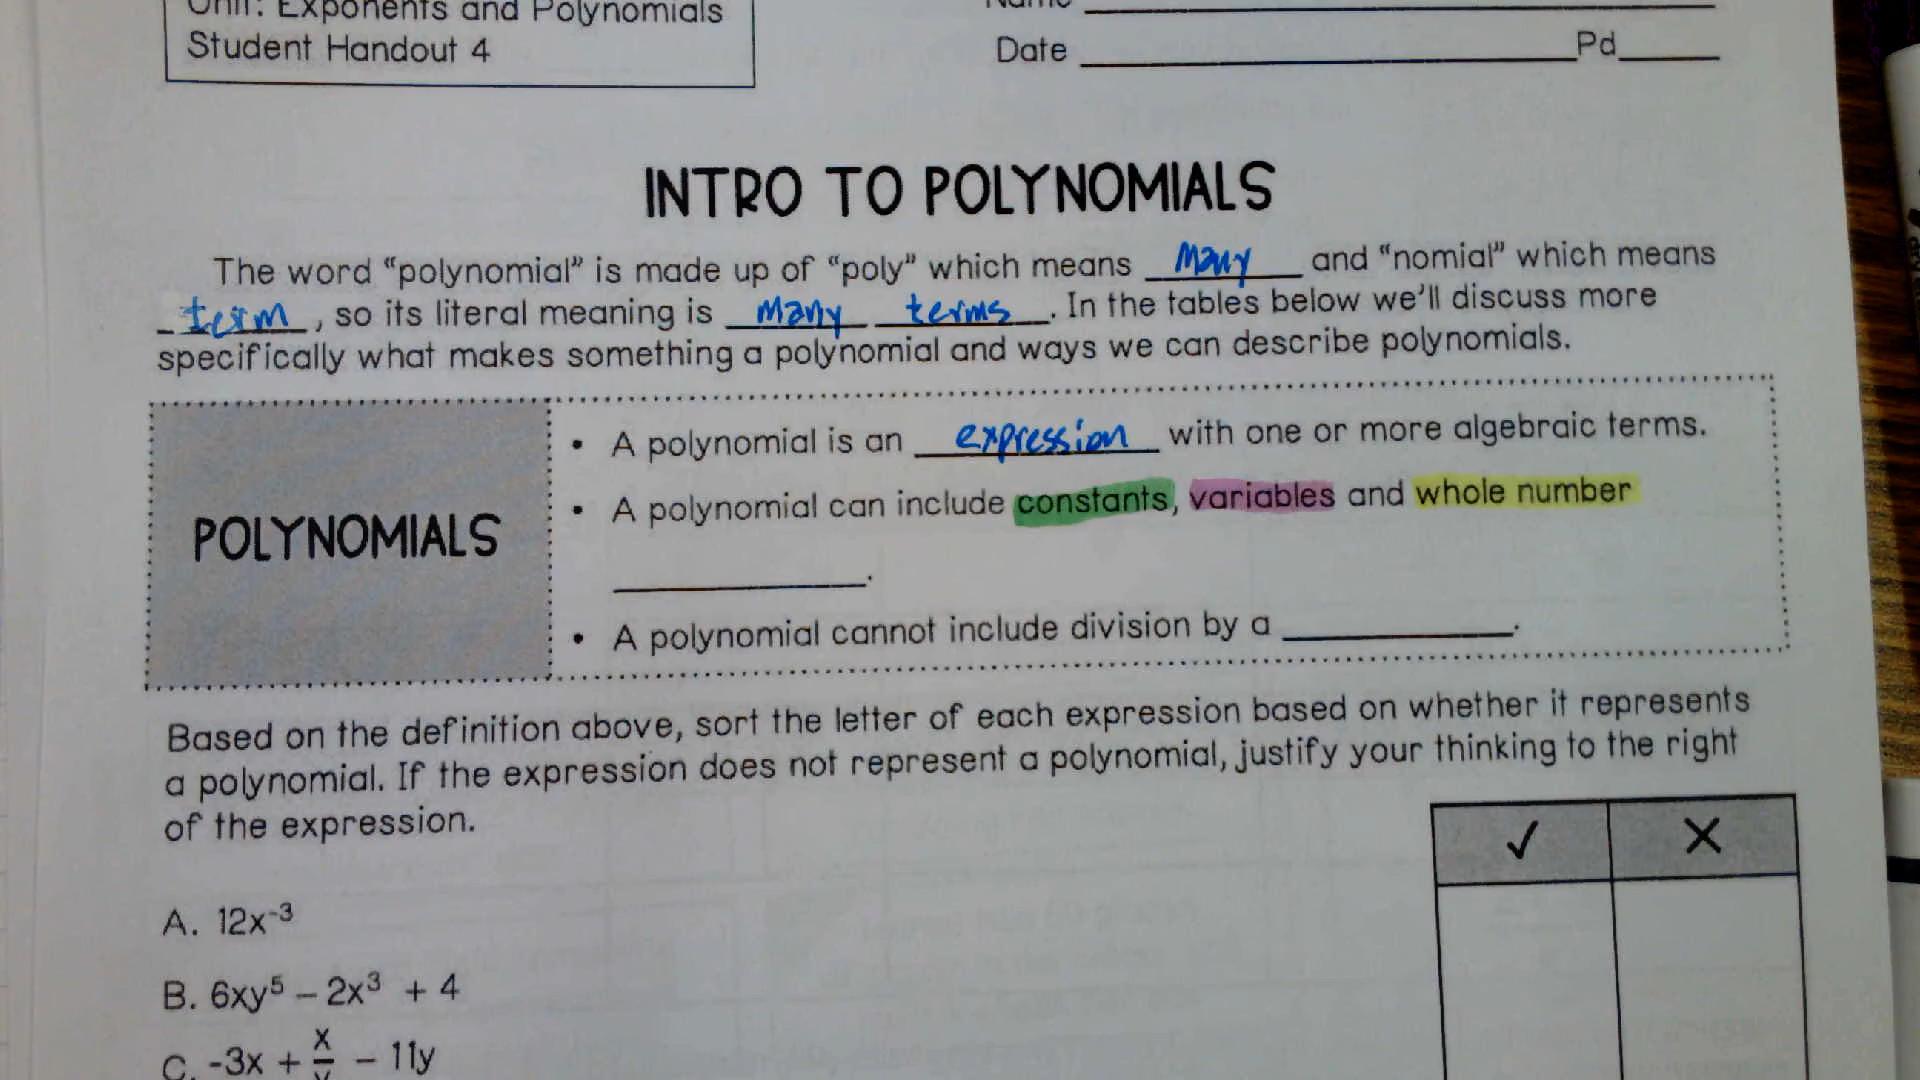 Unit: Exponents and Polynomials
Student Handout 4
Name
Date Pd
INTRO TO POLYNOMIALS
The word “polynomial” is made up of “poly” which means many and “nomial” which means
term, so its literal meaning is many terms. In the tables below we’ll discuss more
specifically what makes something a polynomial and ways we can describe polynomials.
POLYNOMIALS
• A polynomial is an expression with one or more algebraic terms.
• A polynomial can include constants, variables and whole number
__________.
• A polynomial cannot include division by a __________.
Based on the definition above, sort the letter of each expression based on whether it represents
a polynomial. If the expression does not represent a polynomial, justify your thinking to the right
of the expression.
✓ ✕
A. 12x⁻³
B. 6xy⁵ – 2x³ + 4
C. -3x + x/y – 11y